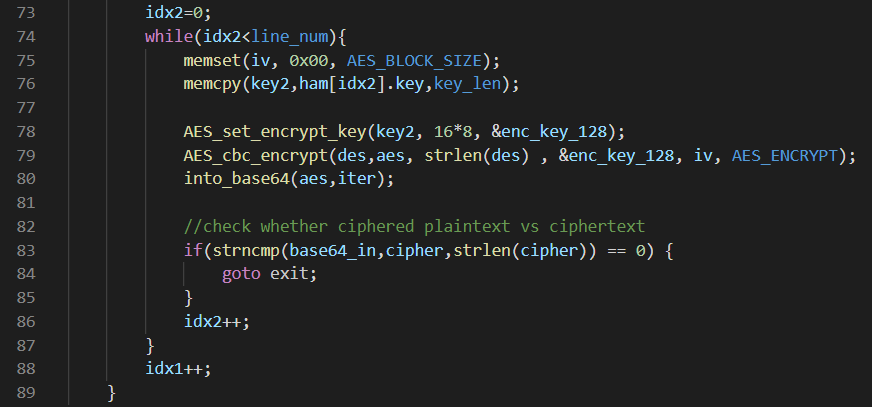 73 idx2=0;
74 while(idx2<line_num){
75 memset(iv, 0x00, AES_BLOCK_SIZE);
76 memcpy(key2,ham[idx2].key,key_len);
77
78 AES_set_encrypt_key(key2, 16*8, &enc_key_128);
79 AES_cbc_encrypt(des,aes, strlen(des) , &enc_key_128, iv, AES_ENCRYPT);
80 into_base64(aes,iter);
81
82 //check whether ciphered plaintext vs ciphertext
83 if(strncmp(base64_in,cipher,strlen(cipher)) == 0) {
84 goto exit;
85 }
86 idx2++;
87 }
88 idx1++;
89 }